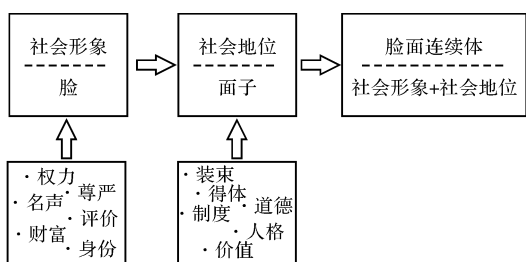 社会形象
脸
社会地位
面子
脸面连续体
社会形象+社会地位
· 权力
· 尊严
· 名声
· 评价
· 财富
· 身份
· 装束
· 得体
· 道德
· 制度
· 人格
· 价值